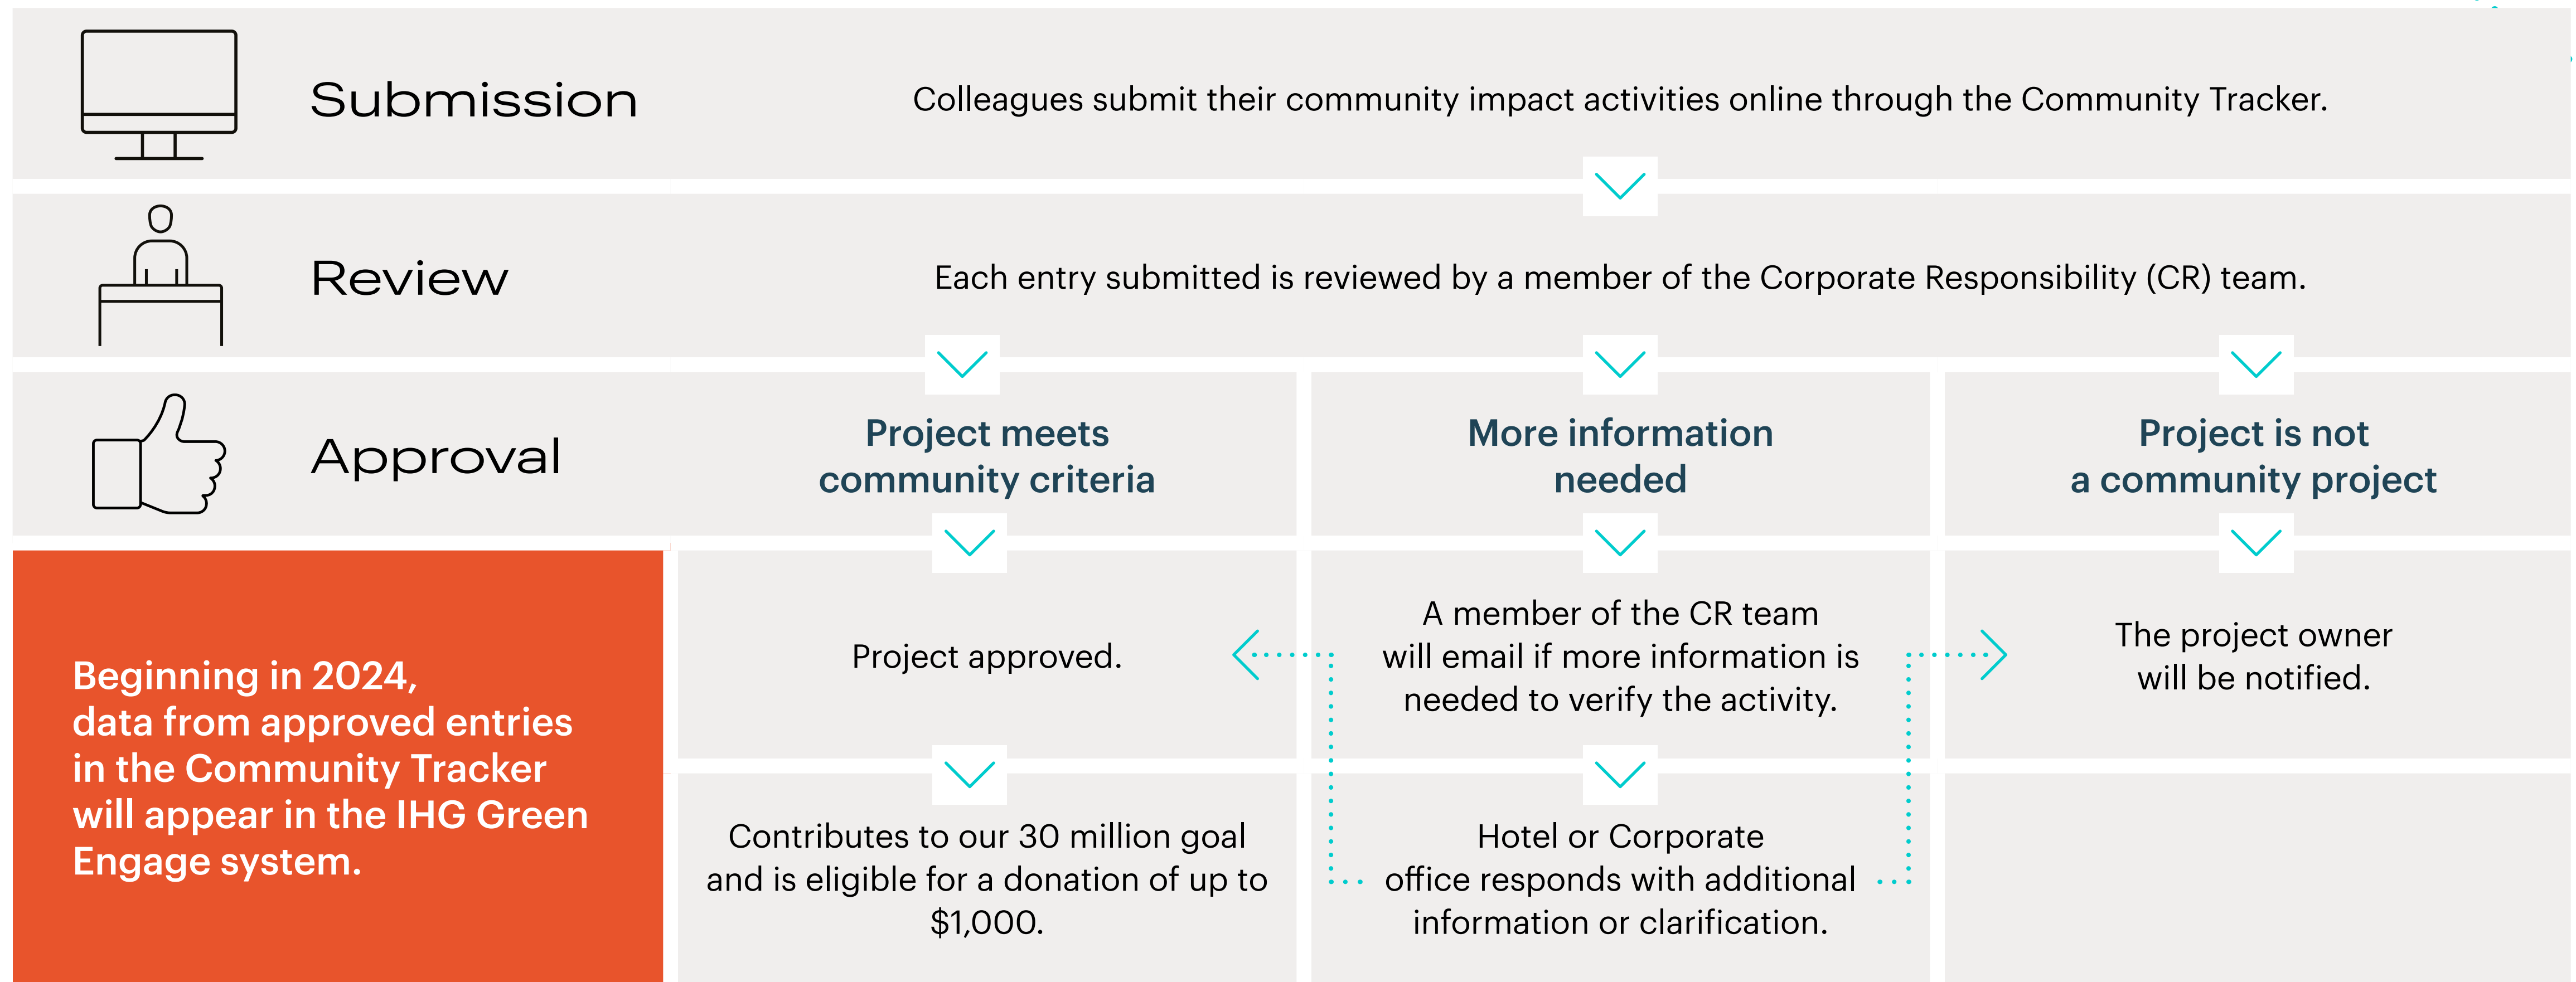 Submission
Colleagues submit their community impact activities online through the Community Tracker.
Review
Each entry submitted is reviewed by a member of the Corporate Responsibility (CR) team.
Approval
Project meets
community criteria
More information
needed
Project is not
a community project
Project approved.
A member of the CR team
will email if more information is
needed to verify the activity.
The project owner
will be notified.
Beginning in 2024,
data from approved entries
in the Community Tracker
will appear in the IHG Green
Engage system.
Contributes to our 30 million goal
and is eligible for a donation of up to
$1,000.
Hotel or Corporate
office responds with additional
information or clarification.